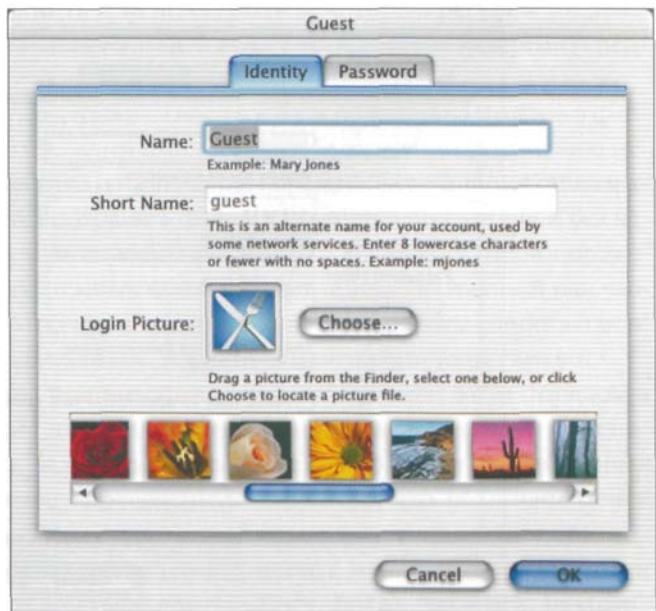 Guest
Identity Password
Name: Guest
Example: Mary Jones
Short Name: guest
This is an alternate name for your account, used by
some network services. Enter 8 lowercase characters
or fewer with no spaces. Example: mjones
Login Picture: Choose...
Drag a picture from the Finder, select one below, or click
Choose to locate a picture file.
Cancel OK